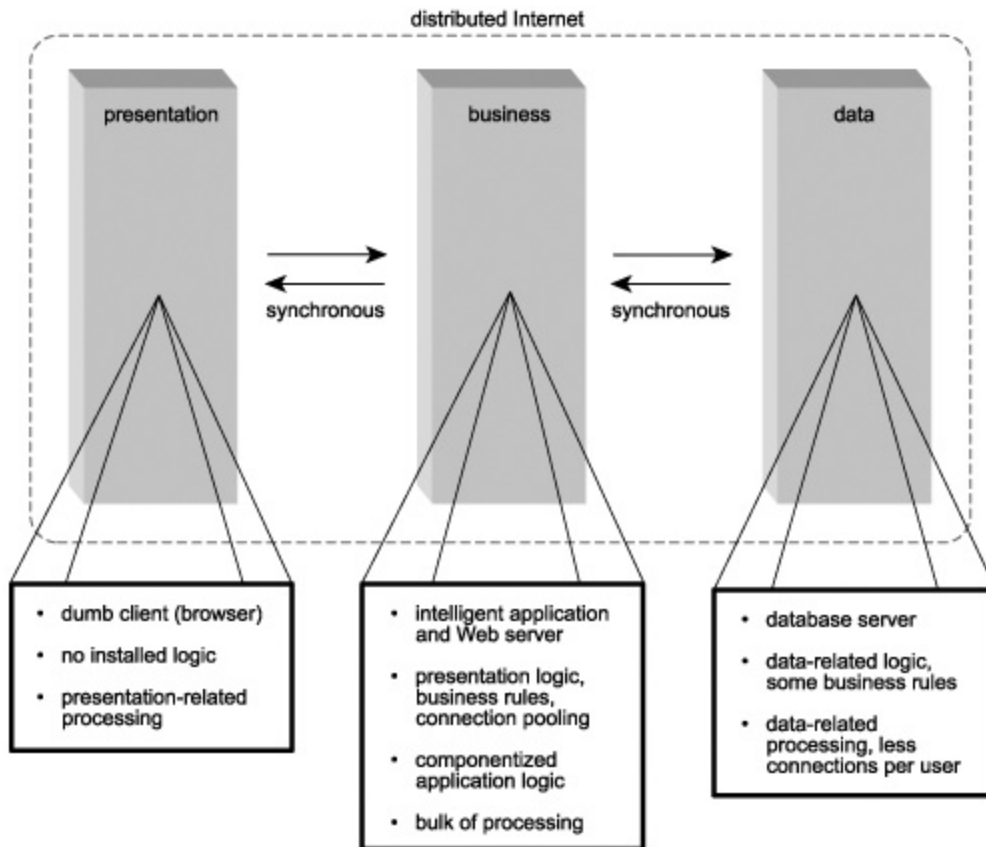 distributed Internet
presentation
business
data
synchronous
synchronous
• dumb client (browser)
• no installed logic
• presentation-related
processing
• intelligent application
and Web server
• presentation logic,
business rules,
connection pooling
• componentized
application logic
• bulk of processing
• database server
• data-related logic,
some business rules
• data-related
processing, less
connections per user